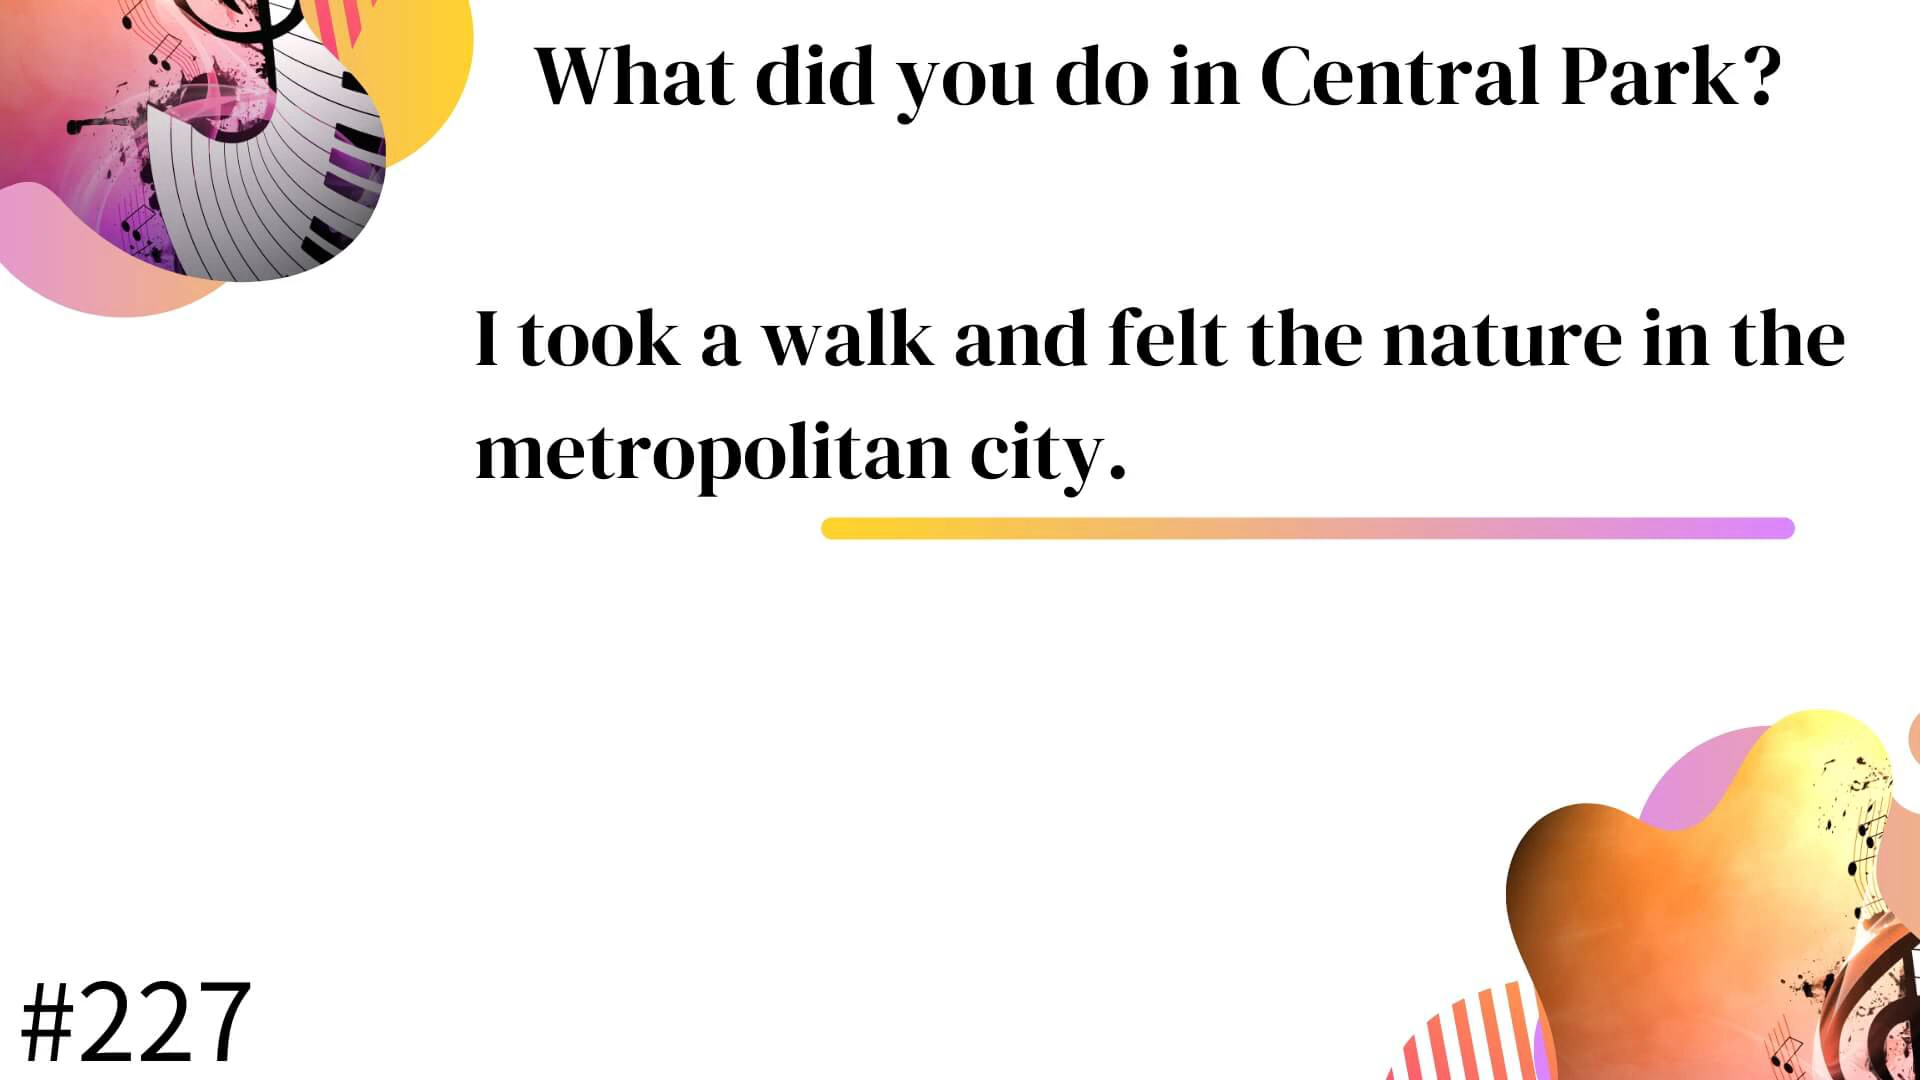 What did you do in Central Park?
I took a walk and felt the nature in the
metropolitan city.
#227